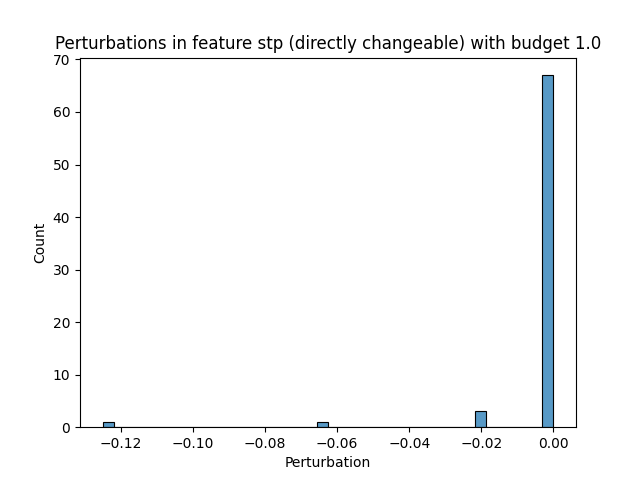 Perturbations in feature stp (directly changeable) with budget 1.0
70
60
50
40
30
20
10
0
Count
−0.12 −0.10 −0.08 −0.06 −0.04 −0.02 0.00
Perturbation